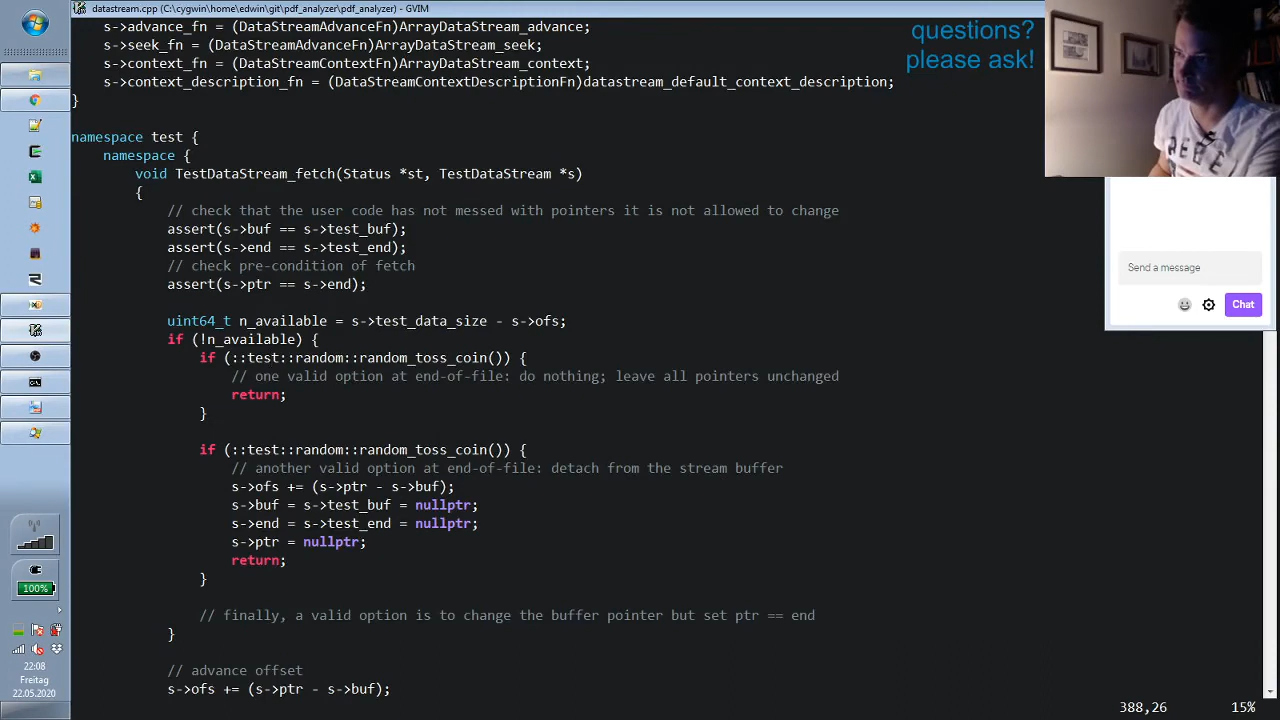 datastream.cpp (C:\cygwin\home\edwin\git\pdf_analyzer\pdf_analyzer) - GVIM
s->advance_fn = (DataStreamAdvanceFn)ArrayDataStream_advance;
s->seek_fn = (DataStreamAdvanceFn)ArrayDataStream_seek;
s->context_fn = (DataStreamContextFn)ArrayDataStream_context;
s->context_description_fn = (DataStreamContextDescriptionFn)datastream_default_context_description;
}
questions?
please ask!
namespace test {
namespace {
void TestDataStream_fetch(Status *st, TestDataStream *s)
{
// check that the user code has not messed with pointers it is not allowed to change
assert(s->buf == s->test_buf);
assert(s->end == s->test_end);
// check pre-condition of fetch
assert(s->ptr == s->end);
uint64_t n_available = s->test_data_size - s->ofs;
if (!n_available) {
if (::test::random::random_toss_coin()) {
// one valid option at end-of-file: do nothing; leave all pointers unchanged
return;
}
if (::test::random::random_toss_coin()) {
// another valid option at end-of-file: detach from the stream buffer
s->ofs += (s->ptr - s->buf);
s->buf = s->test_buf = nullptr;
s->end = s->test_end = nullptr;
s->ptr = nullptr;
return;
}
// finally, a valid option is to change the buffer pointer but set ptr == end
}
// advance offset
s->ofs += (s->ptr - s->buf);
388,26
15%
Send a message
Chat
100%
22:08
Freitag
22.05.2020